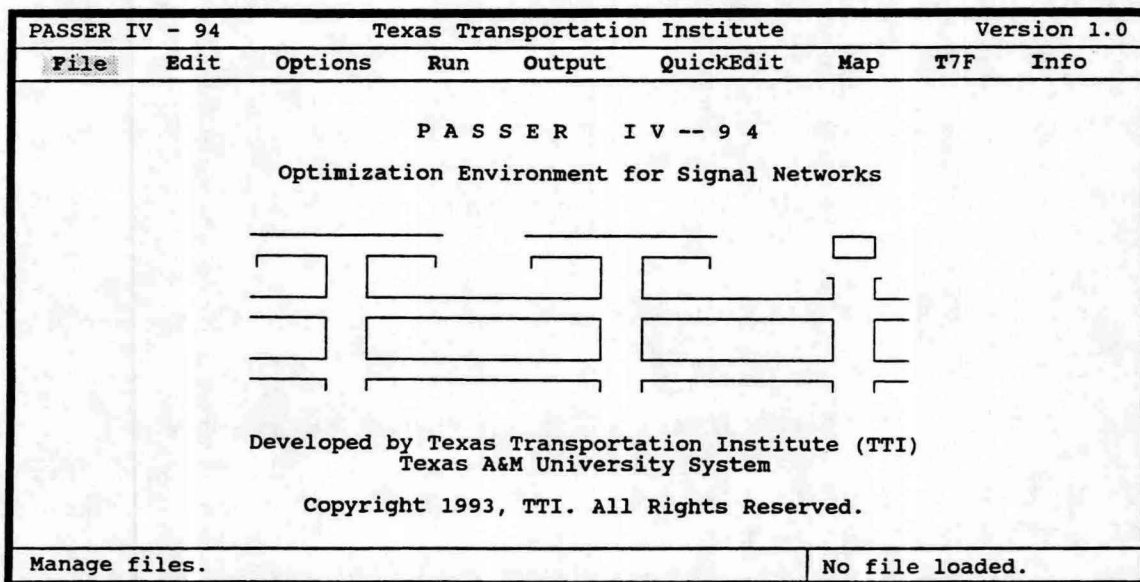 PASSER IV - 94 Texas Transportation Institute Version 1.0
File Edit Options Run Output QuickEdit Map T7F Info
P A S S E R I V -- 9 4
Optimization Environment for Signal Networks
Developed by Texas Transportation Institute (TTI)
Texas A&M University System
Copyright 1993, TTI. All Rights Reserved.
Manage files. No file loaded.